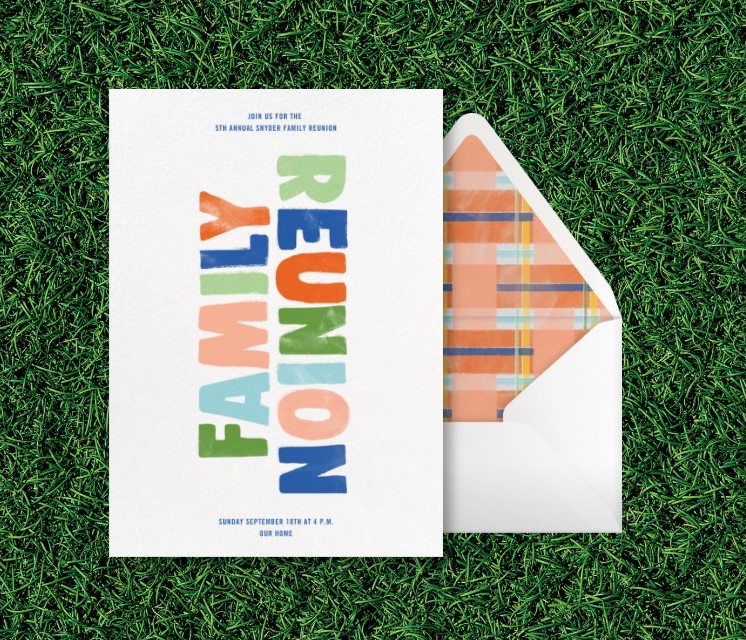 JOIN US FOR THE
5TH ANNUAL SNYDER FAMILY REUNION
FAMILY
REUNION
SUNDAY SEPTEMBER 18TH AT 4 P.M.
OUR HOME